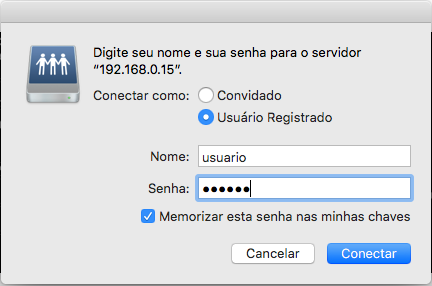 Digite seu nome e sua senha para o servidor
“192.168.0.15”.
Conectar como: Convidado
Usuário Registrado
Nome: usuario
Senha: ••••••
Memorizar esta senha nas minhas chaves
Cancelar Conectar